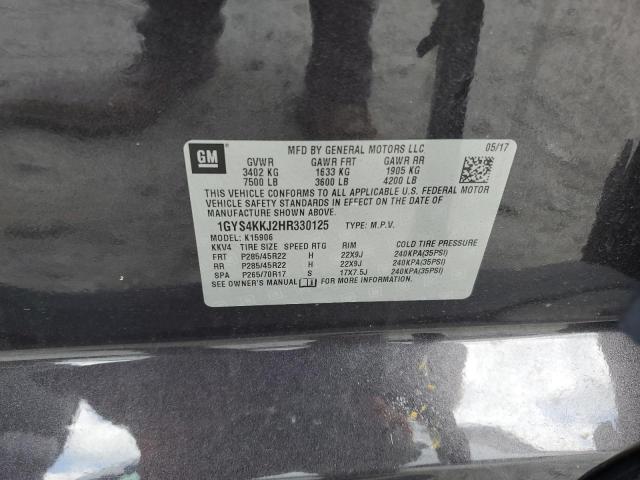 GM
MFD BY GENERAL MOTORS LLC 05/17
GVWR GAWR FRT GAWR RR
3402 KG 1633 KG 1905 KG
7500 LB 3600 LB 4200 LB
THIS VEHICLE CONFORMS TO ALL APPLICABLE U.S. FEDERAL MOTOR
VEHICLE SAFETY STANDARDS IN EFFECT ON THE DATE OF
MANUFACTURE SHOWN ABOVE.
1GYS4KKJ2HR330125 TYPE: M.P.V.
MODEL: K15906
KKV4 TIRE SIZE SPEED RTG RIM COLD TIRE PRESSURE
FRT P285/45R22 H 22X9J 240KPA(35PSI)
RR P285/45R22 H 22X9J 240KPA(35PSI)
SPA P265/70R17 S 17X7.5J 240KPA(35PSI)
SEE OWNER'S MANUAL FOR MORE INFORMATION.